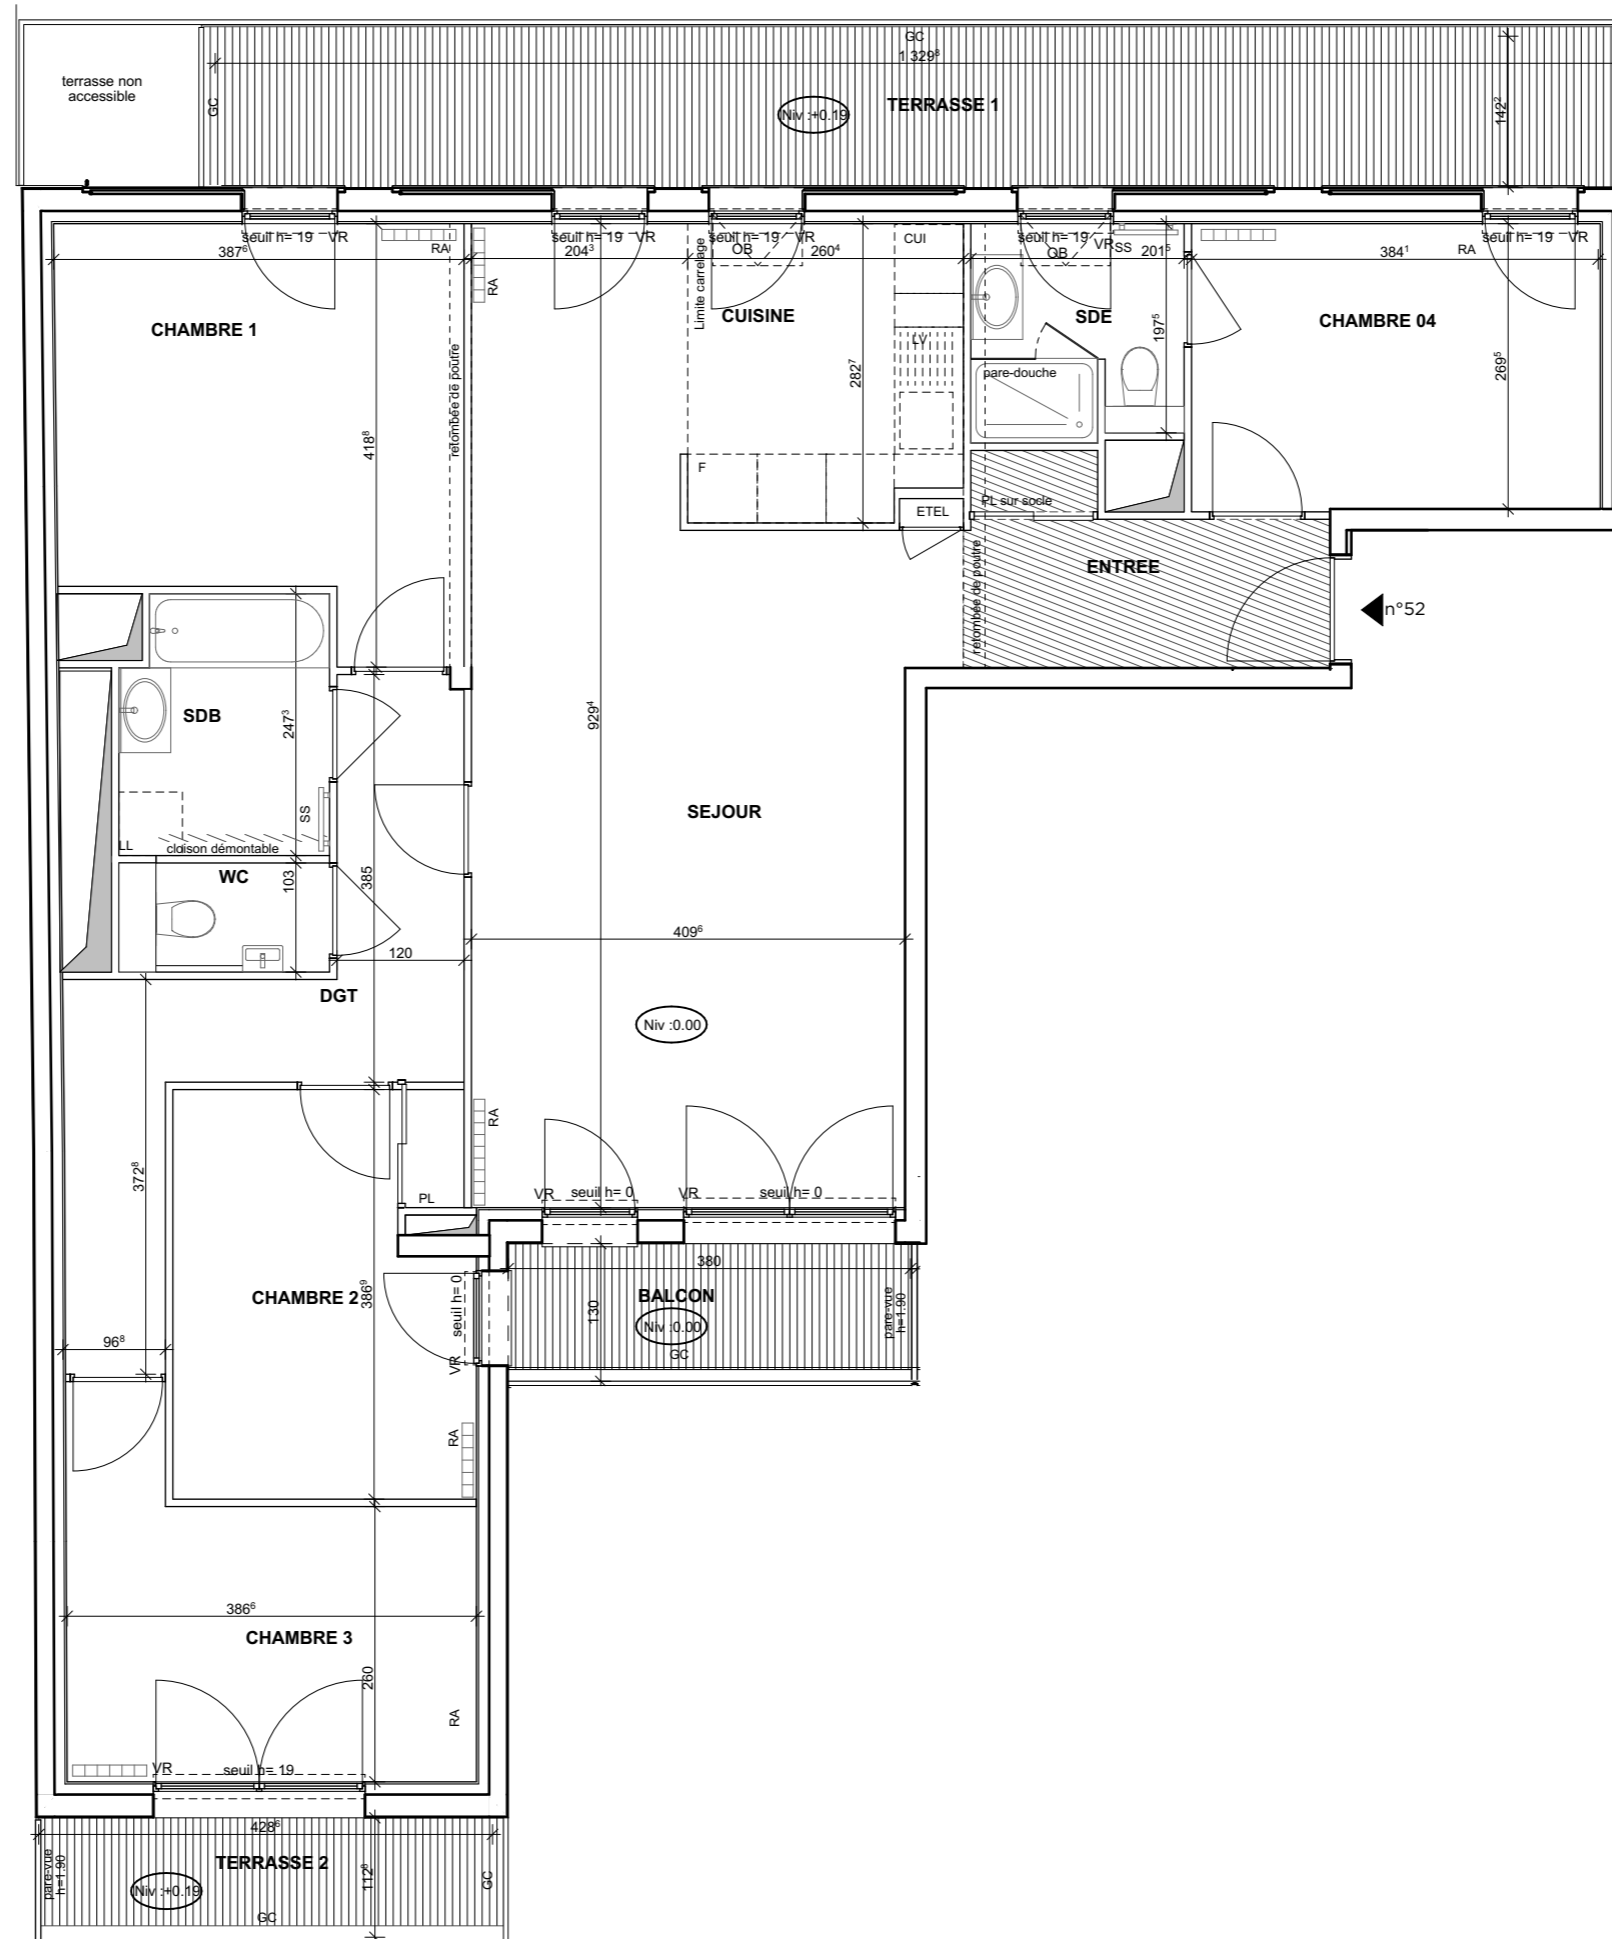 GC
1 329⁸
terrasse non
accessible
GC
TERRASSE 1
Niv :+0.19
142²
seuil h= 19 VR
RA
387⁶
seuil h= 19 VR
204³
RA
seuil h= 19 VR
OB
260⁴
CUI
seuil h= 19
VR
SS
OB
201⁵
384¹
RA
seuil h= 19 VR
Limite carrelage
CHAMBRE 1
CUISINE
SDE
CHAMBRE 04
197⁵
LV
retombée de poutre
282⁷
pare-douche
269⁵
418⁸
F
PL sur socle
ETEL
ENTREE
retombée de poutre
n°52
SDB
247³
929⁴
SS
SEJOUR
LL
cloison démontable
WC
103
385
409⁶
120
DGT
Niv :0.00
RA
372⁸
PL
VR
seuil h= 0
VR
seuil h= 0
380
CHAMBRE 2
386⁹
seuil h= 0
VR
BALCON
130
Niv :0.00
GC
pare-vue
h=1.90
96⁸
RA
386⁶
CHAMBRE 3
260
RA
VR
seuil h= 19
428⁶
TERRASSE 2
pare-vue
h=1.90
Niv :+0.19
112⁸
GC
GC